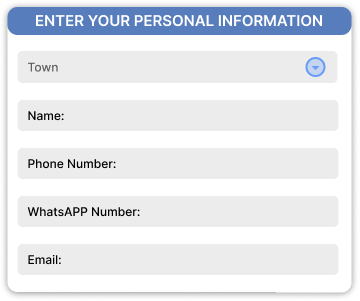 ENTER YOUR PERSONAL INFORMATION
Town
Name:
Phone Number:
WhatsAPP Number:
Email: